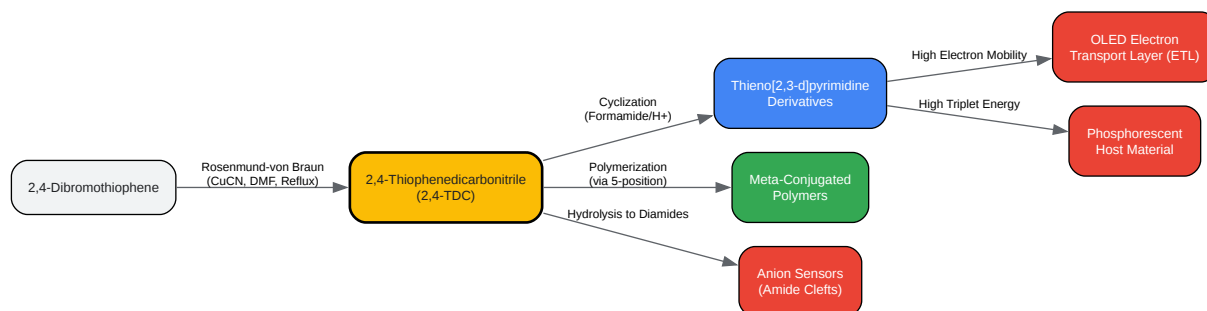 2,4-Dibromothiophene
Rosenmund-von Braun
(CuCN, DMF, Reflux)
2,4-Thiophenedicarbonitrile
(2,4-TDC)
Cyclization
(Formamide/H+)
Polymerization
(via 5-position)
Hydrolysis to Diamides
Thieno[2,3-d]pyrimidine
Derivatives
Meta-Conjugated
Polymers
Anion Sensors
(Amide Clefts)
High Electron Mobility
High Triplet Energy
OLED Electron
Transport Layer (ETL)
Phosphorescent
Host Material